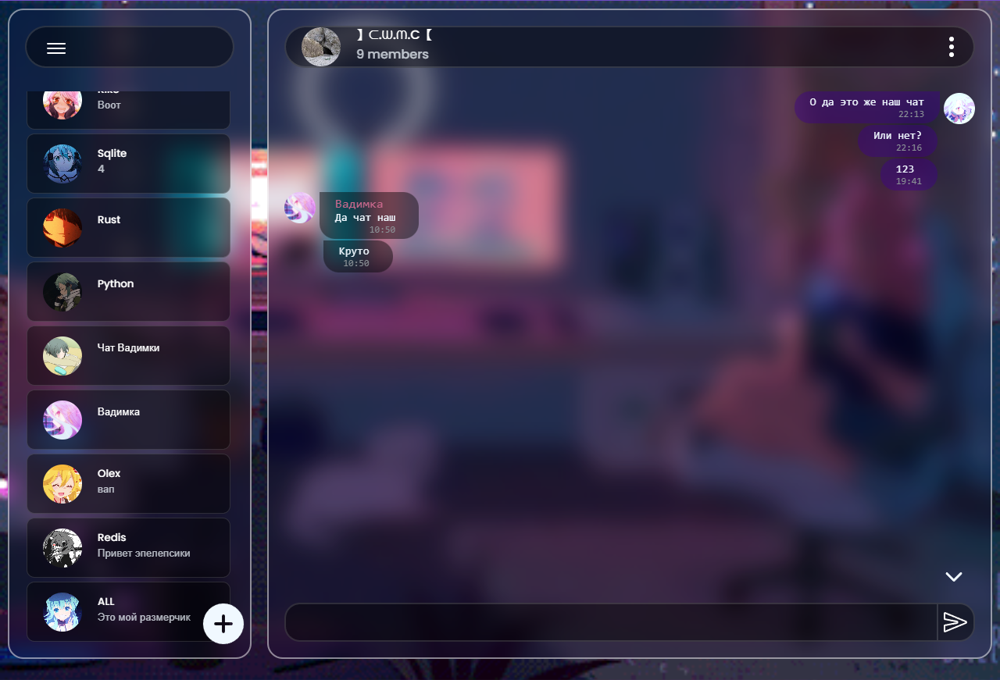 Воот
Sqlite
4
Rust
Python
Чат Вадимки
Вадимка
Olex
вап
Redis
Привет эпелепсики
ALL
Это мой размерчик
】⊂.ᗯ.ᗰ.C【
9 members
О да это же наш чат
22:13
Или нет?
22:16
123
19:41
Вадимка
Да чат наш
10:50
Круто
10:50